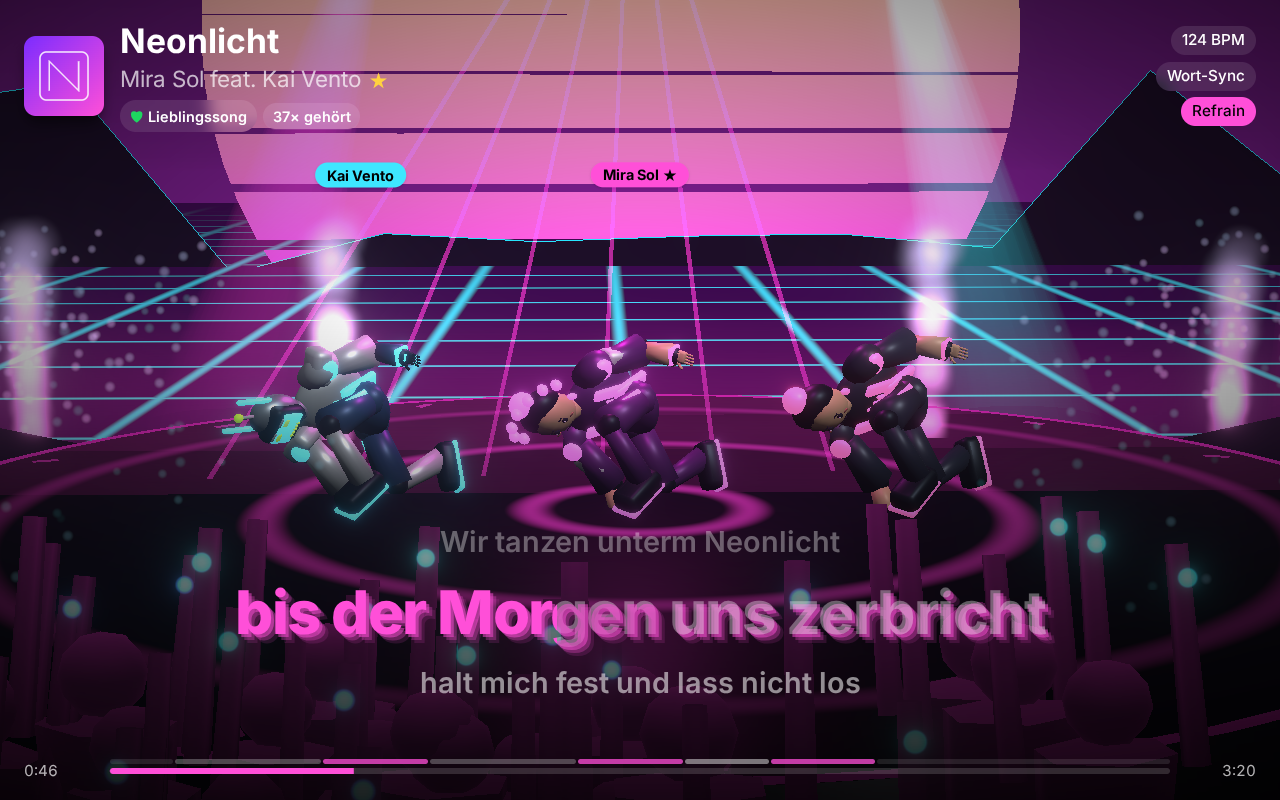 Neonlicht
Mira Sol feat. Kai Vento ★
Lieblingssong
37× gehört
124 BPM
Wort-Sync
Refrain
Kai Vento
Mira Sol ★
Wir tanzen unterm Neonlicht
bis der Morgen uns zerbricht
halt mich fest und lass nicht los
0:46
3:20